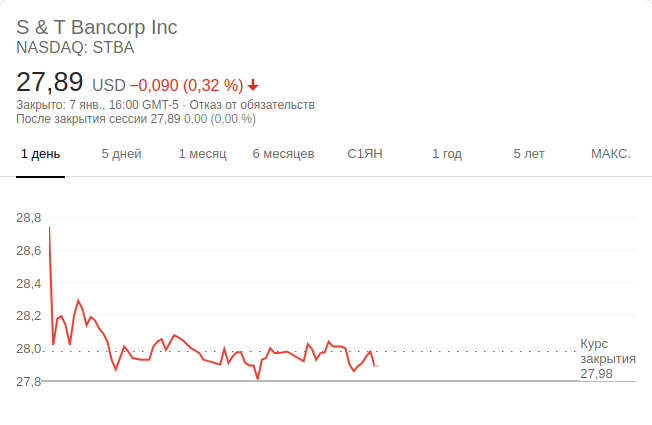 S & T Bancorp Inc
NASDAQ: STBA
27,89 USD −0,090 (0,32 %)
Закрыто: 7 янв., 16:00 GMT-5 · Отказ от обязательств
После закрытия сессии 27,89 0,00 (0,00 %)
1 день 5 дней 1 месяц 6 месяцев С1ЯН 1 год 5 лет МАКС.
28,8
28,6
28,4
28,2
28,0
27,8
Курс
закрытия
27,98